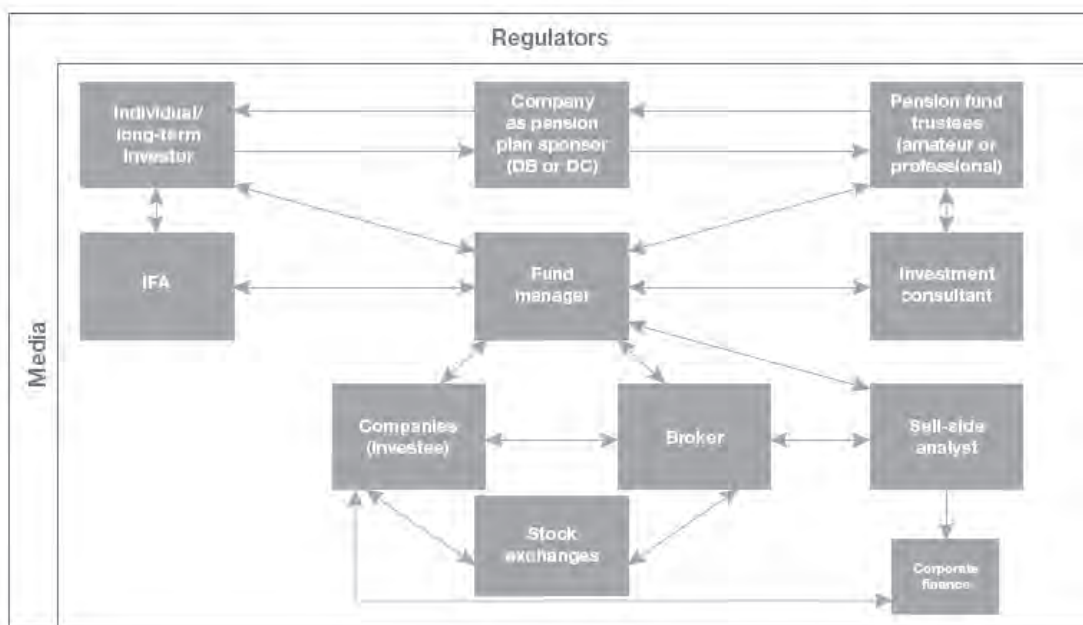 Regulators
Media
Individual/
long-term
investor
Company
as pension
plan sponsor
(DB or DC)
Pension fund
trustees
(amateur or
professional)
IFA
Fund
manager
Investment
consultant
Companies
(investee)
Broker
Sell-side
analyst
Stock
exchanges
Corporate
finance